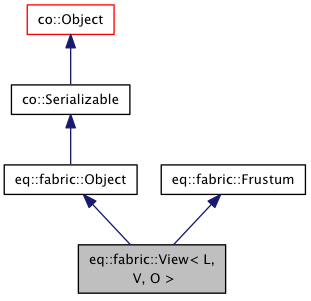 co::Object
co::Serializable
eq::fabric::Object
eq::fabric::Frustum
eq::fabric::View< L,
V, O >